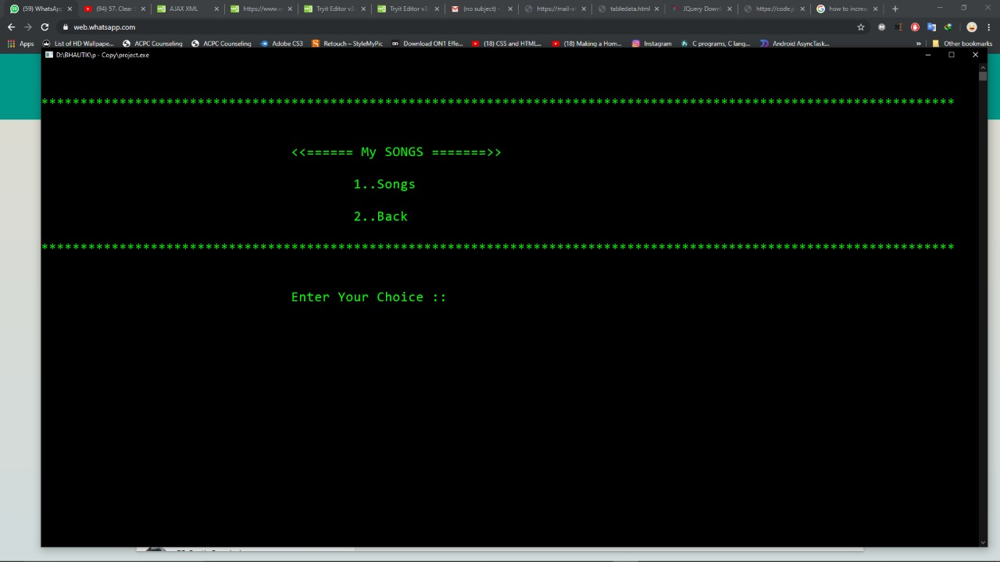 (59) WhatsApp
(94) 57. Clear
AJAX XML
https://www.w
Tryit Editor v3
Tryit Editor v3
(no subject) -
https://mail-at
tabledata.html
JQuery Downl
https://code.jq
how to increa
web.whatsapp.com
Apps
List of HD Wallpape...
ACPC Counseling
ACPC Counseling
Adobe CS3
Retouch – StyleMyPic
Download ON1 Effe...
(18) CSS and HTML...
(18) Making a Hom...
Instagram
C programs, C lang...
Android AsyncTask...
»
Other bookmarks
D:\BHAUTIK\p - Copy\project.exe
*********************************************************************************************************************
<<====== My SONGS =======>>
1..Songs
2..Back
*********************************************************************************************************************
Enter Your Choice ::